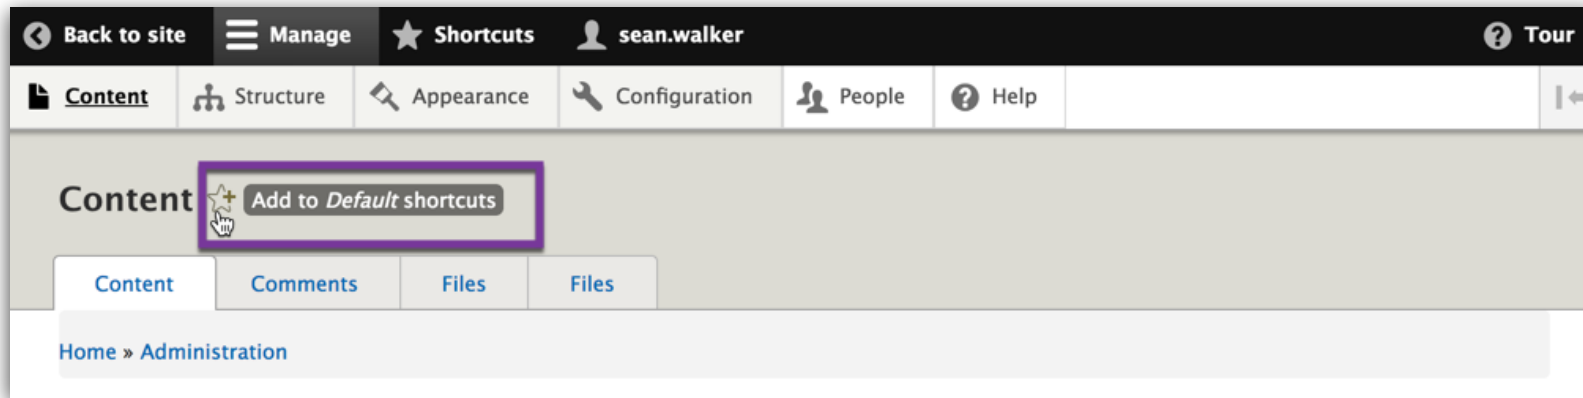 Back to site Manage Shortcuts sean.walker Tour
Content Structure Appearance Configuration People Help
Content Add to Default shortcuts
Content Comments Files Files
Home » Administration